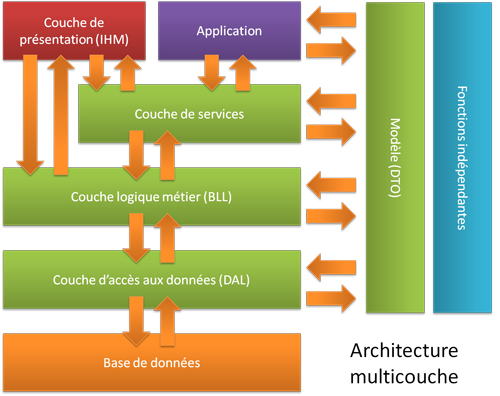 Couche de
présentation (IHM)
Application
Couche de services
Couche logique métier (BLL)
Couche d'accès aux données (DAL)
Base de données
Modèle (DTO)
Fonctions indépendantes
Architecture
multicouche